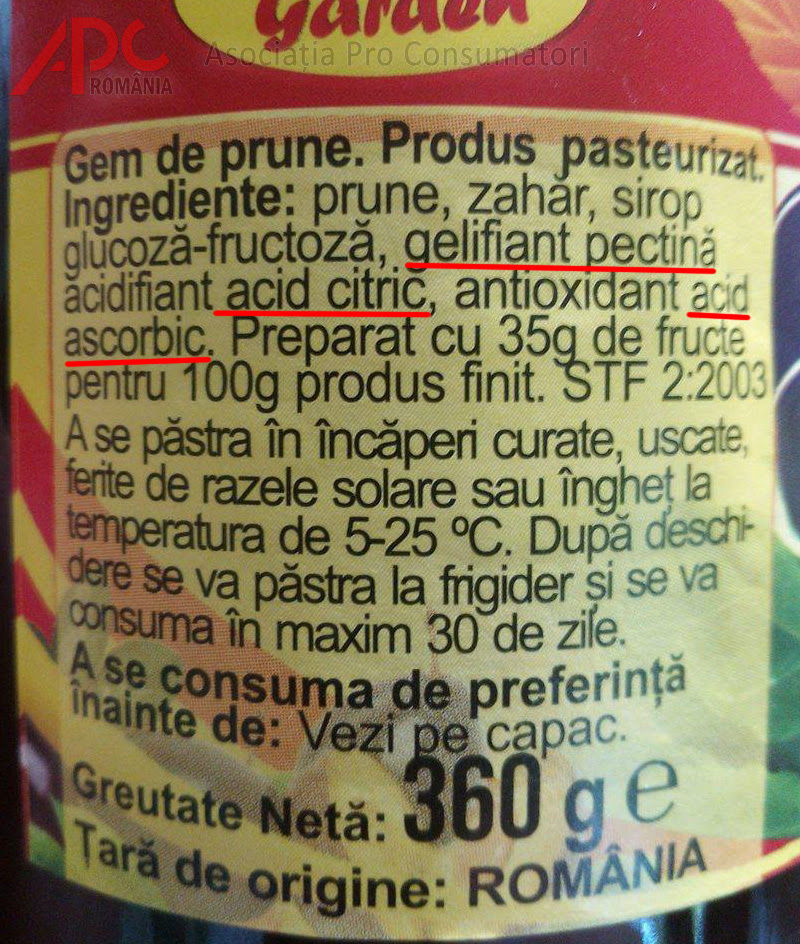 Garden
APC
ROMÂNIA
Asociația Pro Consumatori
Gem de prune. Produs pasteurizat.
Ingrediente: prune, zahăr, sirop
glucoză-fructoză, gelifiant pectină
acidifiant acid citric, antioxidant acid
ascorbic. Preparat cu 35g de fructe
pentru 100g produs finit. STF 2:2003
A se păstra în încăperi curate, uscate,
ferite de razele solare sau îngheț la
temperatura de 5-25 ºC. După deschi-
dere se va păstra la frigider și se va
consuma în maxim 30 de zile.
A se consuma de preferință
înainte de: Vezi pe capac.
Greutate Netă: 360 g e
Țară de origine: ROMÂNIA